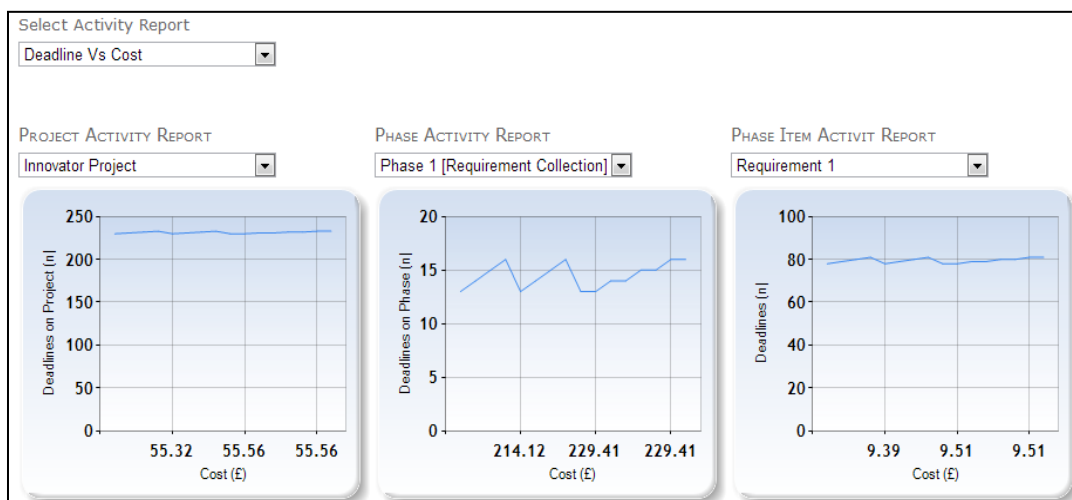 Select Activity Report
Deadline Vs Cost
PROJECT ACTIVITY REPORT
Innovator Project
250
200
150
100
50
0
Deadlines on Project (n|
55.32 55.56 55.56
Cost (£)
PHASE ACTIVITY REPORT
Phase 1 [Requirement Collection]
20
15
10
5
0
Deadlines on Phase (n|
214.12 229.41 229.41
Cost (£)
PHASE ITEM ACTIVIT REPORT
Requirement 1
100
80
60
40
20
0
Deadlines (n|
9.39 9.51 9.51
Cost (£)